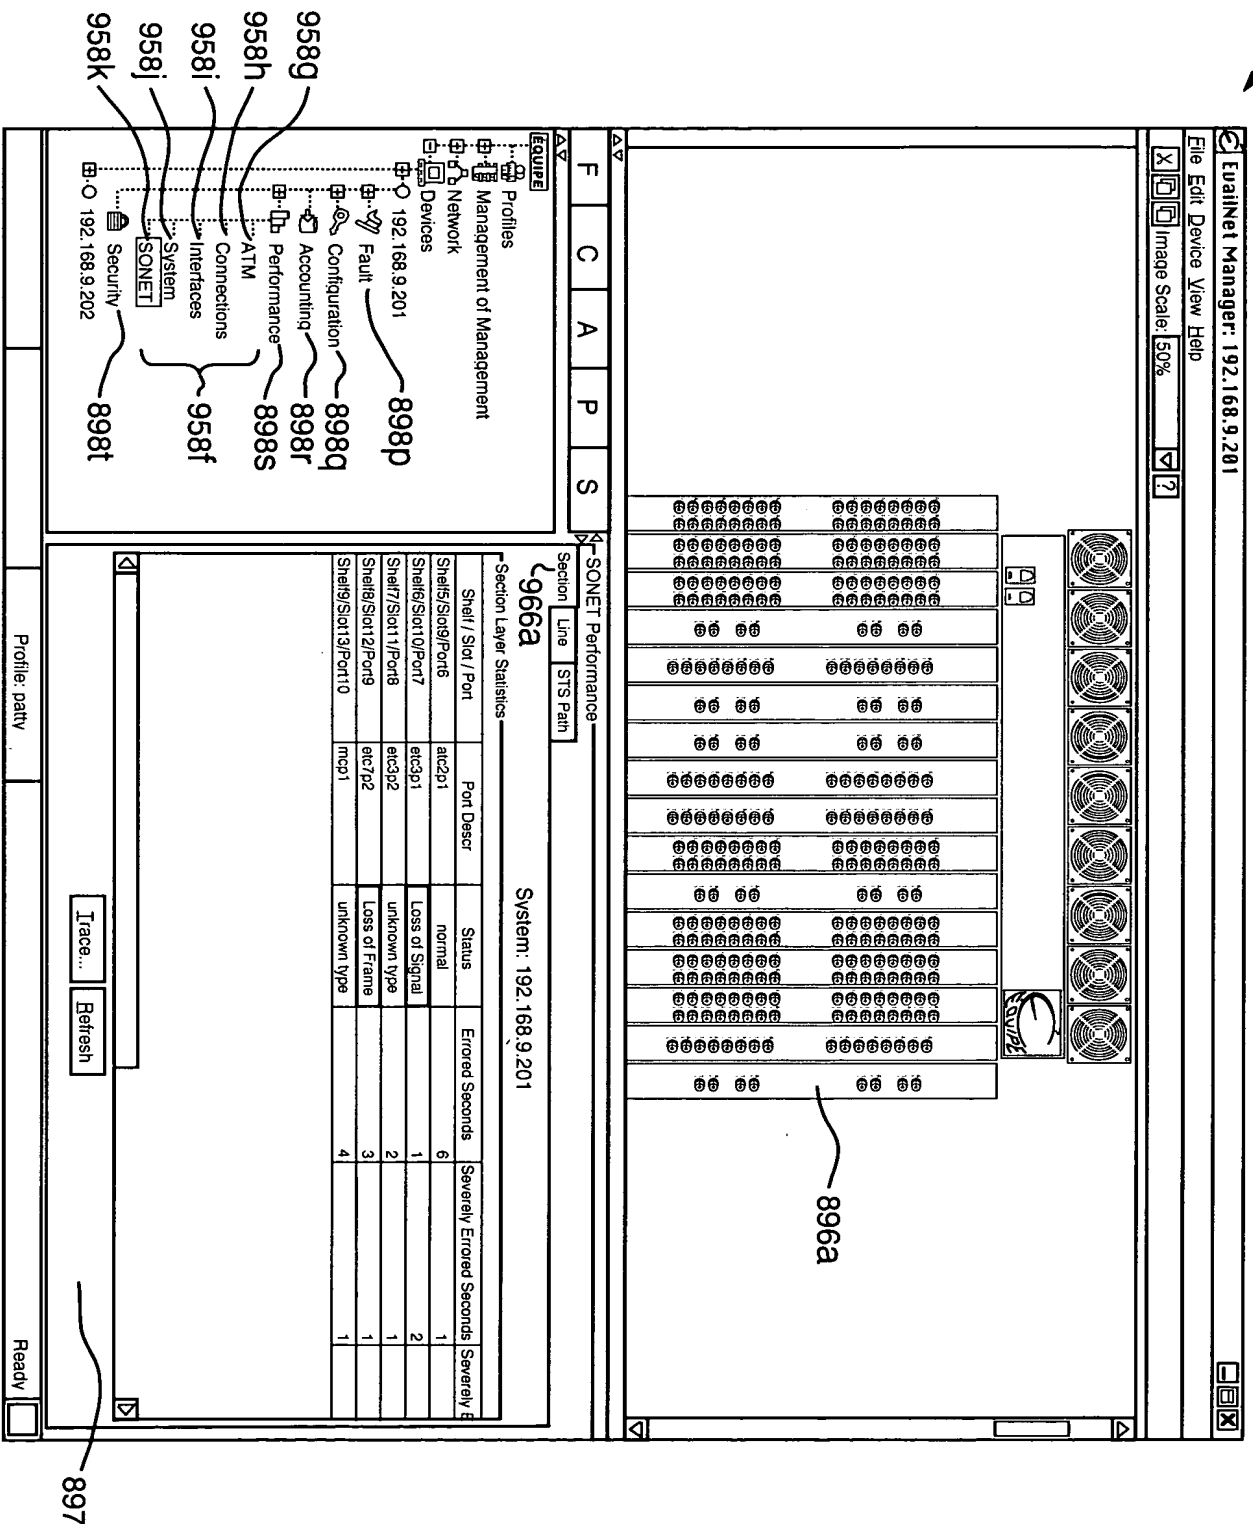 EuailNet Manager: 192.168.9.201
File Edit Device View Help
X Image Scale: 50% ?
EQUIPE
896a
F C A P S
EQUIPE
Profiles
Management of Management
Network
Devices
192.168.9.201
Fault
898p
Configuration
898q
Accounting
898r
Performance
898s
ATM
958g
Connections
958h
Interfaces
958i
System
958j
SONET
958k
958f
Security
898t
192.168.9.202
SONET Performance
Section Line STS Path
966a
System: 192.168.9.201
Section Layer Statistics
Shelf / Slot / Port Port Descr Status Errored Seconds Severely Errored Seconds Severely E
Shelf5/Slot9/Port6 atc2p1 normal 6 1
Shelf6/Slot10/Port7 etc3p1 Loss of Signal 1 2
Shelf7/Slot11/Port8 etc3p2 unknown type 2 1
Shelf8/Slot12/Port9 etc7p2 Loss of Frame 3 1
Shelf9/Slot13/Port10 mcp1 unknown type 4 1
Trace... Refresh
897
Profile: patty
Ready